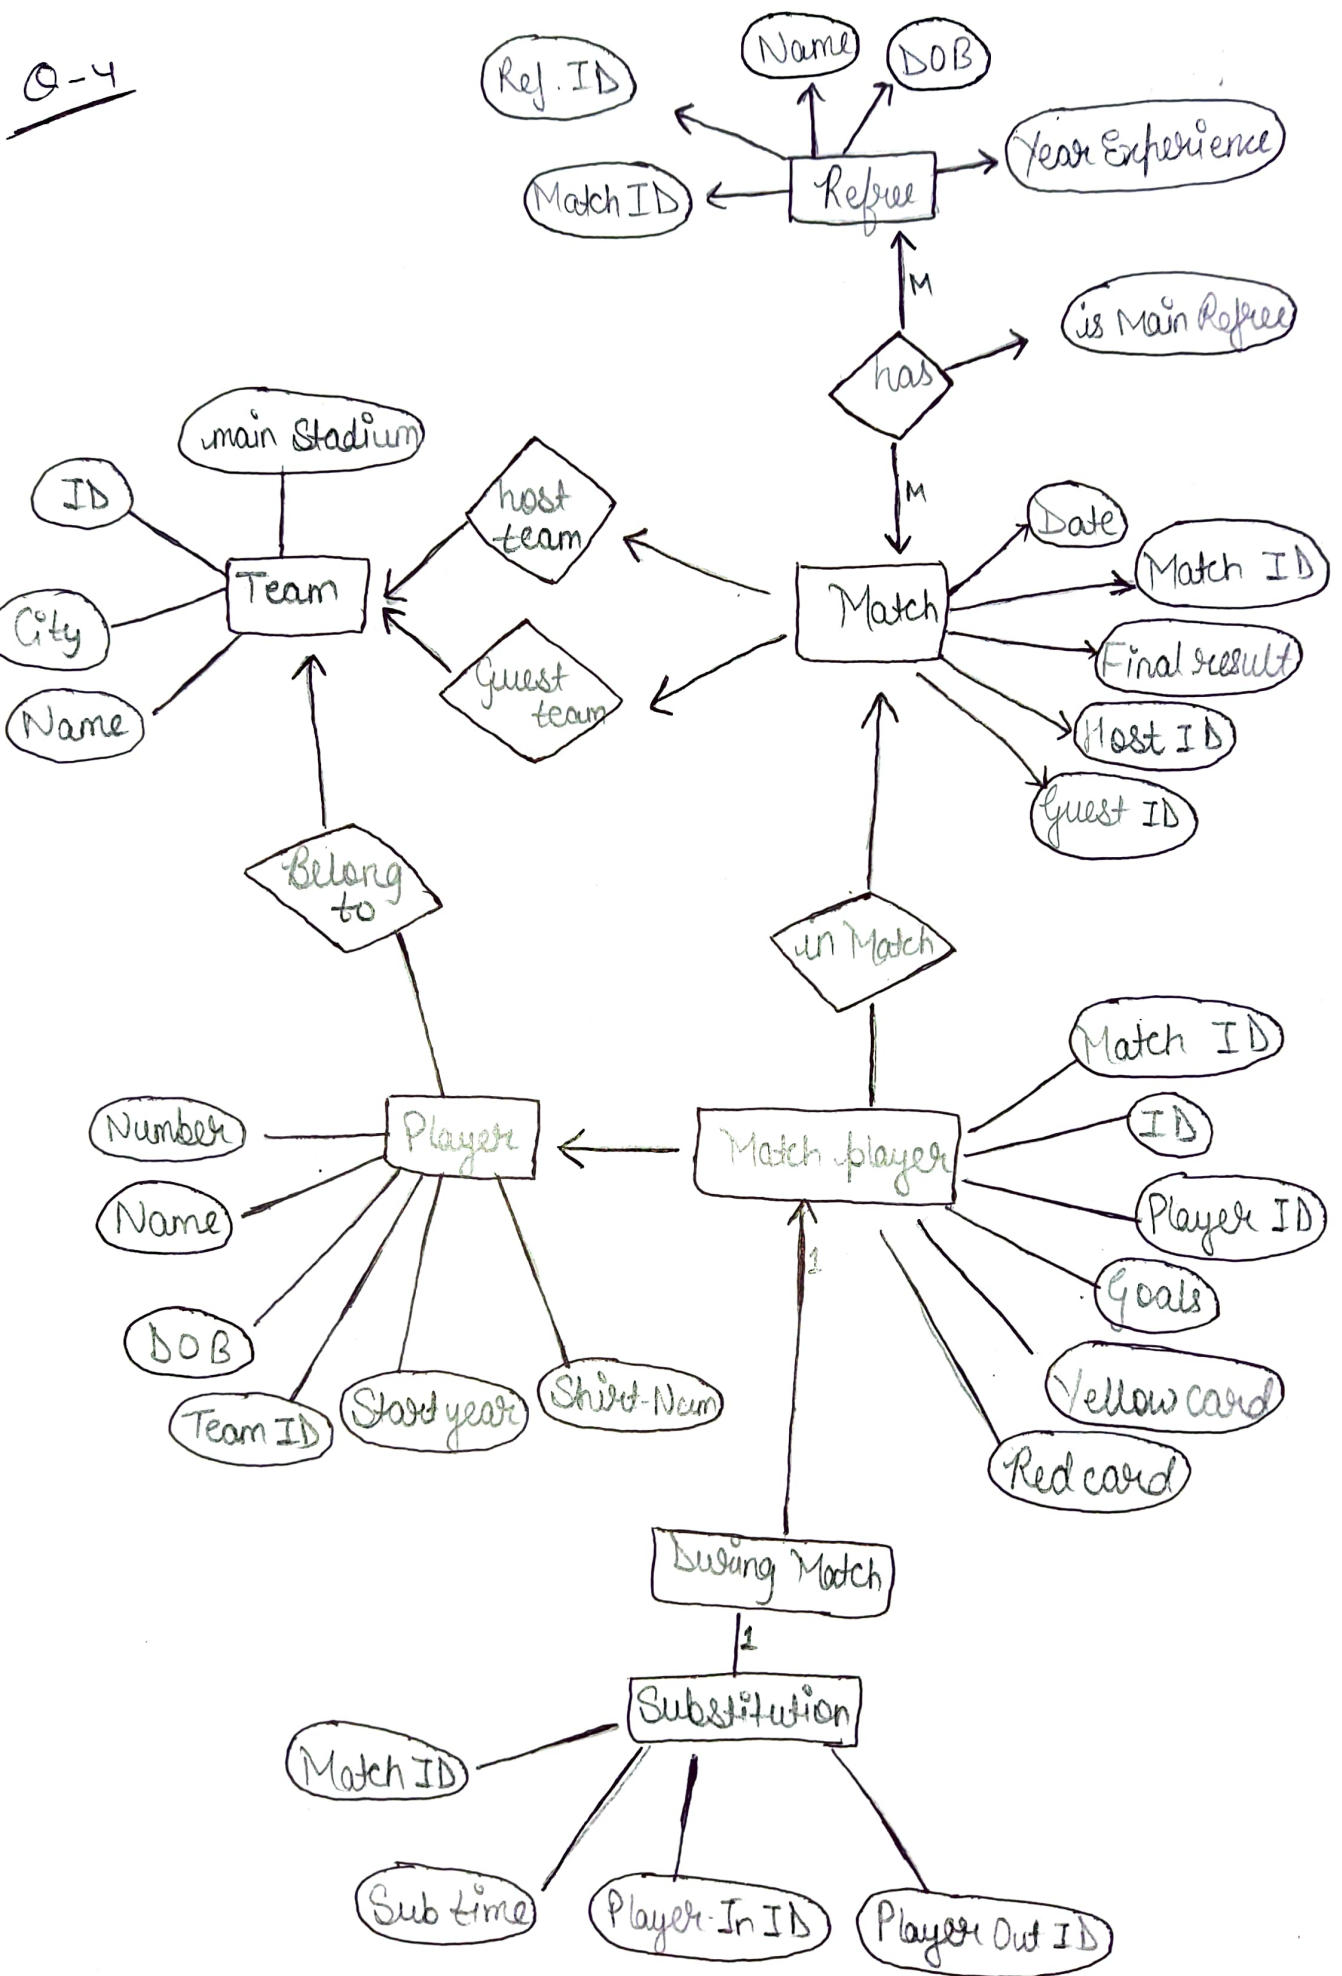 Q-4
Name
DOB
Ref. ID
Year Experience
Match ID
Refree
M
is Main Refree
has
M
main Stadium
ID
host
team
Date
Match ID
Team
Match
City
Final result
Guest
team
Name
Host ID
Guest ID
Belong
to
in Match
Match ID
Number
Player
Match player
ID
Name
Player ID
1
Goals
DOB
Start year
Shirt-Num
Yellow card
Team ID
Red card
During Match
1
Substitution
Match ID
Sub time
Player-In ID
Player Out ID